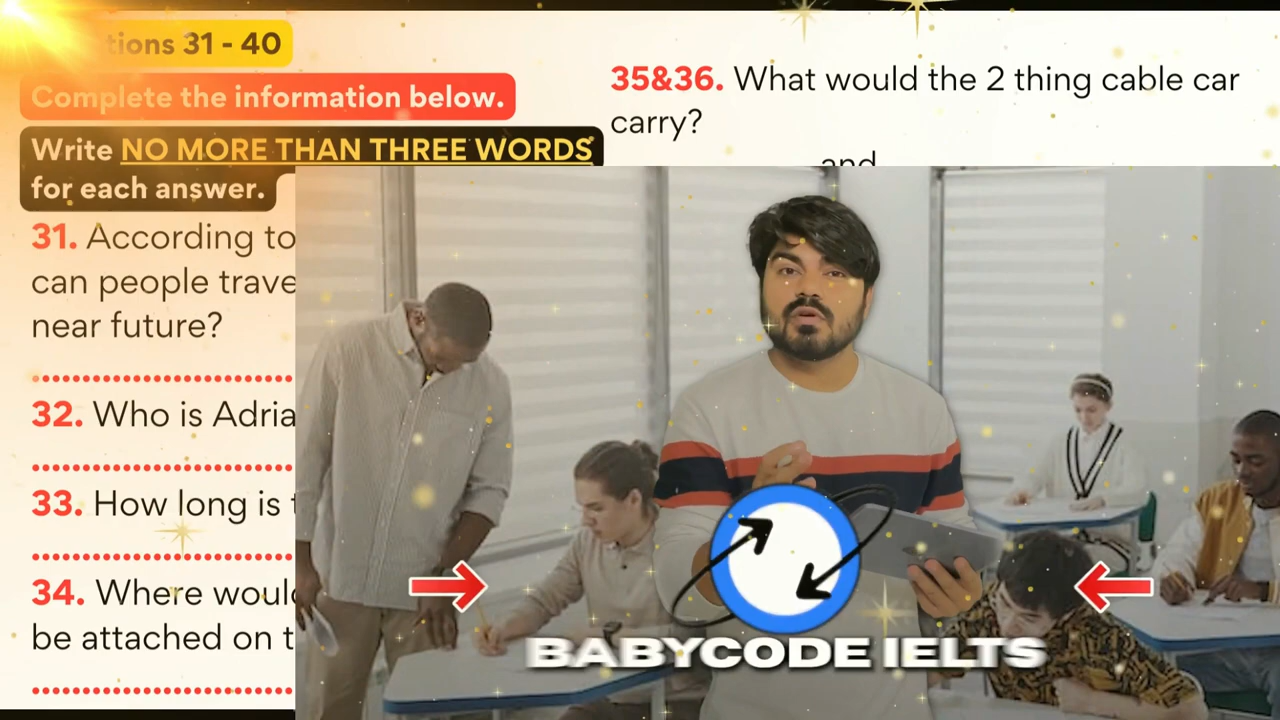 tions 31 - 40
Complete the information below.
Write NO MORE THAN THREE WORDS
for each answer.
31. According to
can people trave
near future?
32. Who is Adria
33. How long is
34. Where would
be attached on t
35&36. What would the 2 thing cable car
carry?
and
BABYCODE IELTS